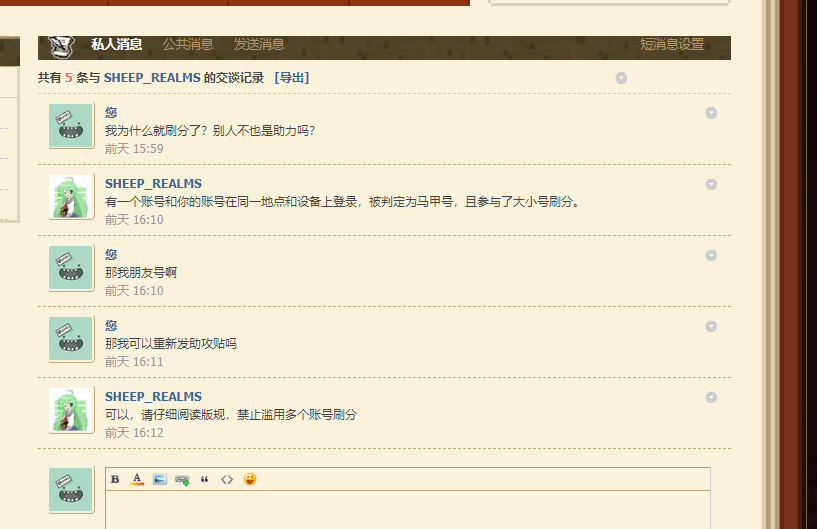 私人消息 公共消息 发送消息 短消息设置
共有 5 条与 SHEEP_REALMS 的交谈记录 [导出]
您
我为什么就刷分了？别人不也是助力吗？
前天 15:59
SHEEP_REALMS
有一个账号和你的账号在同一地点和设备上登录，被判定为马甲号，且参与了大小号刷分。
前天 16:10
您
那我朋友号啊
前天 16:10
您
那我可以重新发助攻贴吗
前天 16:11
SHEEP_REALMS
可以，请仔细阅读版规，禁止滥用多个账号刷分
前天 16:12
B A “ <>